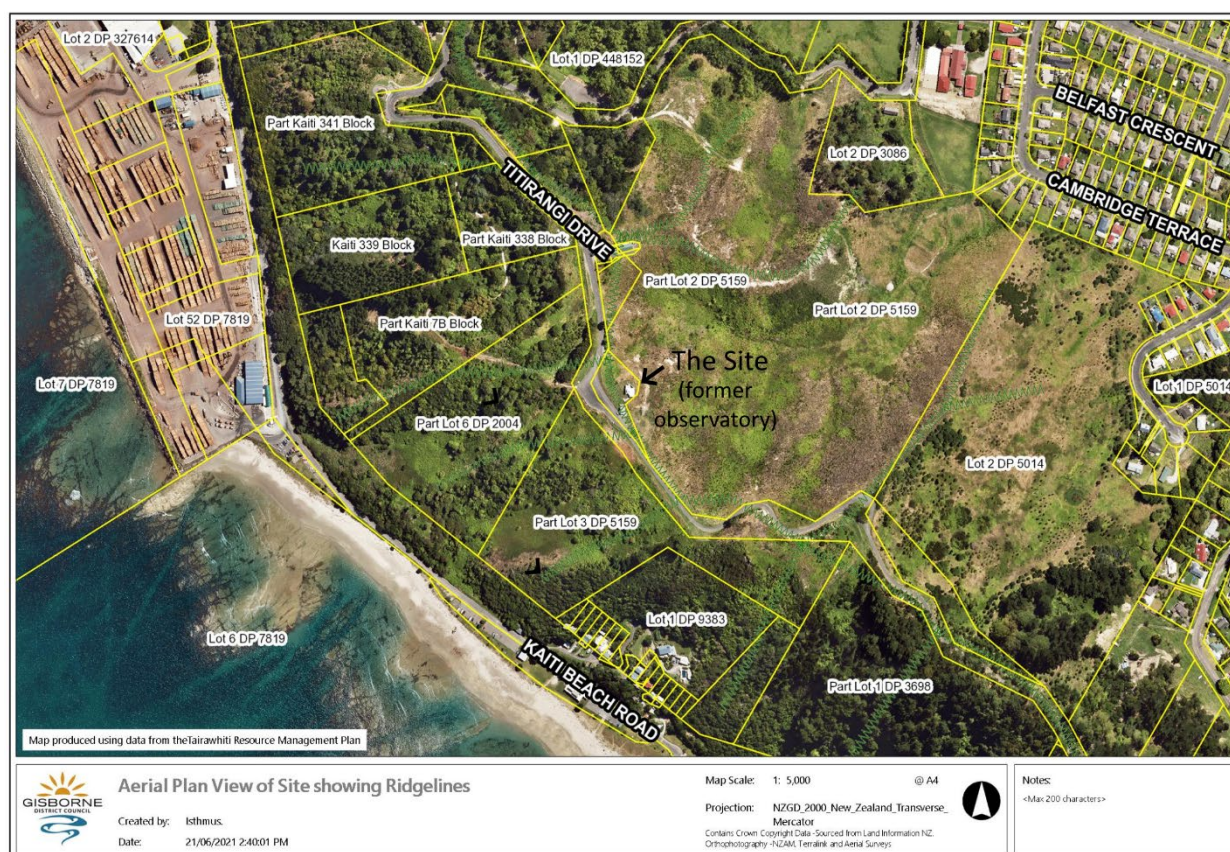 Lot 2 DP 327614
Lot 1 DP 448152
Part Kaiti 341 Block
Lot 2 DP 3086
BELFAST CRESCENT
CAMBRIDGE TERRACE
TITIRANGI DRIVE
Kaiti 339 Block
Part Kaiti 338 Block
Part Lot 2 DP 5159
Part Lot 2 DP 5159
Lot 52 DP 7819
Part Kaiti 7B Block
The Site
(former
observatory)
Lot 7 DP 7819
Lot 1 DP 5014
Part Lot 6 DP 2004
Lot 2 DP 5014
Part Lot 3 DP 5159
Lot 6 DP 7819
Lot 1 DP 9383
KAITI BEACH ROAD
Part Lot 1 DP 3698
Map produced using data from theTairawhiti Resource Management Plan
GISBORNE
DISTRICT COUNCIL
Aerial Plan View of Site showing Ridgelines
Created by: Isthmus.
Date: 21/06/2021 2:40:01 PM
Map Scale: 1: 5,000 @ A4
Projection: NZGD_2000_New_Zealand_Transverse_
Mercator
Contains Crown Copyright Data -Sourced from Land Information NZ.
Orthophotography -NZAM, Terralink and Aerial Surveys
Notes:
<Max 200 characters>